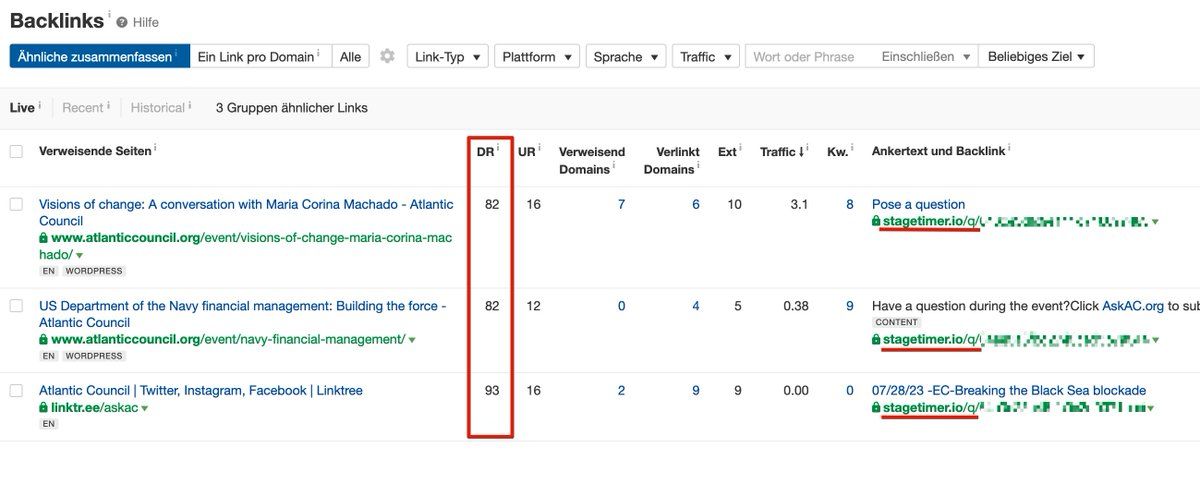 Backlinks i ? Hilfe
Ähnliche zusammenfassen i Ein Link pro Domain i Alle Link-Typ Plattform Sprache Traffic Wort oder Phrase Einschließen Beliebiges Ziel
Live i Recent i Historical i 3 Gruppen ähnlicher Links
Verweisende Seiten i DR i UR i Verweisend Domains i Verlinkt Domains i Ext i Traffic ↓ i Kw. i Ankertext und Backlink i
Visions of change: A conversation with Maria Corina Machado - Atlantic 82 16 7 6 10 3.1 8 Pose a question
Council stagetimer.io/q/
www.atlanticcouncil.org/event/visions-of-change-maria-corina-mac
hado/
EN WORDPRESS
US Department of the Navy financial management: Building the force - 82 12 0 4 5 0.38 9 Have a question during the event?Click AskAC.org to sub
Atlantic Council CONTENT
www.atlanticcouncil.org/event/navy-financial-management/ stagetimer.io/q/
EN WORDPRESS
Atlantic Council | Twitter, Instagram, Facebook | Linktree 93 16 2 9 9 0.00 0 07/28/23 -EC-Breaking the Black Sea blockade
linktr.ee/askac stagetimer.io/q/
EN